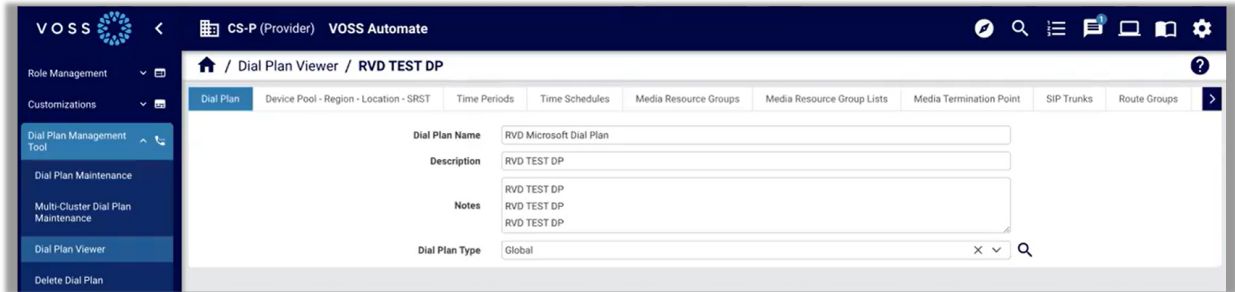 VOSS
CS-P (Provider) VOSS Automate
1
Role Management
Customizations
Dial Plan Management
Tool
Dial Plan Maintenance
Multi-Cluster Dial Plan
Maintenance
Dial Plan Viewer
Delete Dial Plan
/ Dial Plan Viewer / RVD TEST DP
?
Dial Plan Device Pool - Region - Location - SRST Time Periods Time Schedules Media Resource Groups Media Resource Group Lists Media Termination Point SIP Trunks Route Groups
Dial Plan Name RVD Microsoft Dial Plan
Description RVD TEST DP
Notes
RVD TEST DP
RVD TEST DP
RVD TEST DP
Dial Plan Type Global